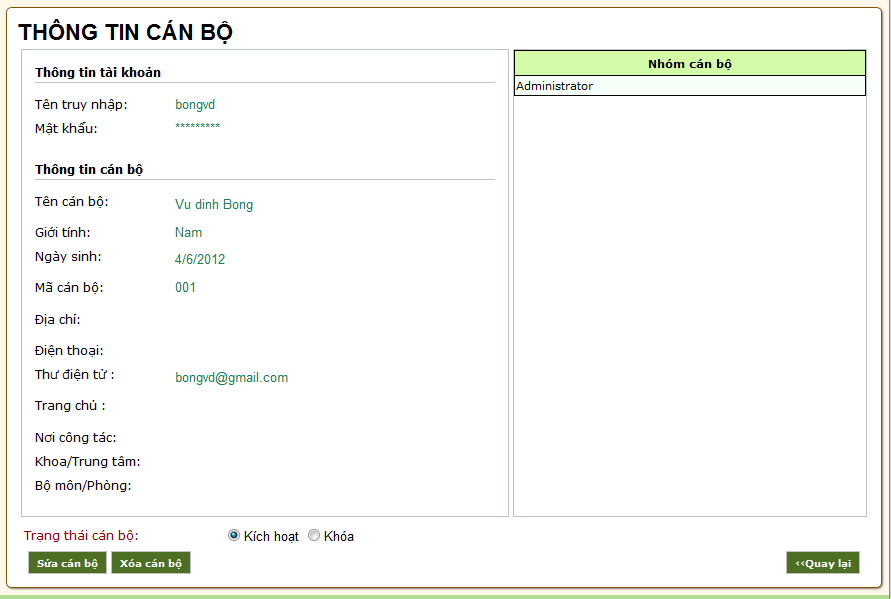 THÔNG TIN CÁN BỘ
Thông tin tài khoản
Tên truy nhập: bongvd
Mật khẩu: *********
Thông tin cán bộ
Tên cán bộ: Vu dinh Bong
Giới tính: Nam
Ngày sinh: 4/6/2012
Mã cán bộ: 001
Địa chỉ:
Điện thoại:
Thư điện tử : bongvd@gmail.com
Trang chủ :
Nơi công tác:
Khoa/Trung tâm:
Bộ môn/Phòng:
Nhóm cán bộ
Administrator
Trạng thái cán bộ: Kích hoạt Khóa
Sửa cán bộ Xóa cán bộ ‹‹Quay lại